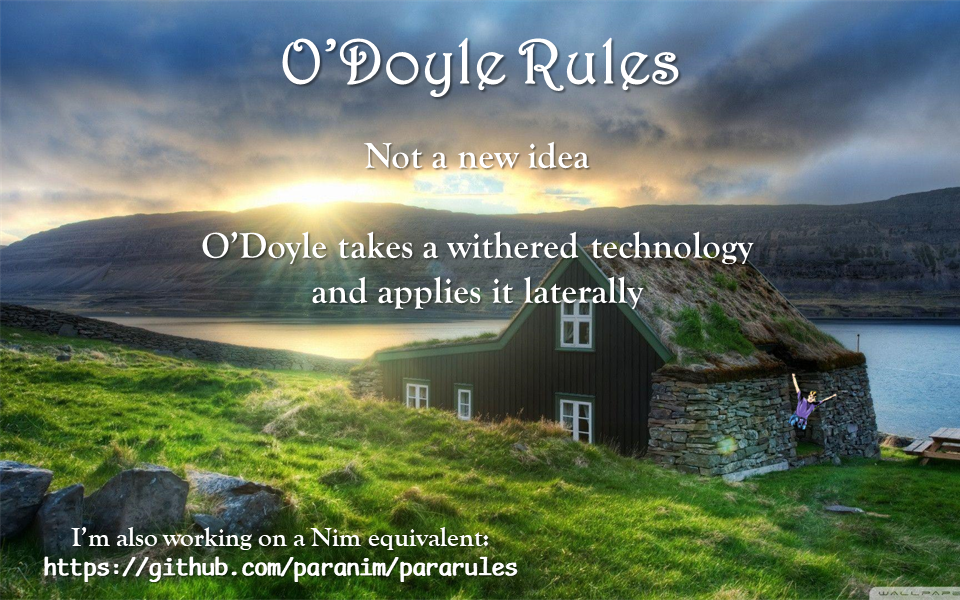 O’Doyle Rules
Not a new idea
O’Doyle takes a withered technology
and applies it laterally
I’m also working on a Nim equivalent:
https://github.com/paranim/pararules